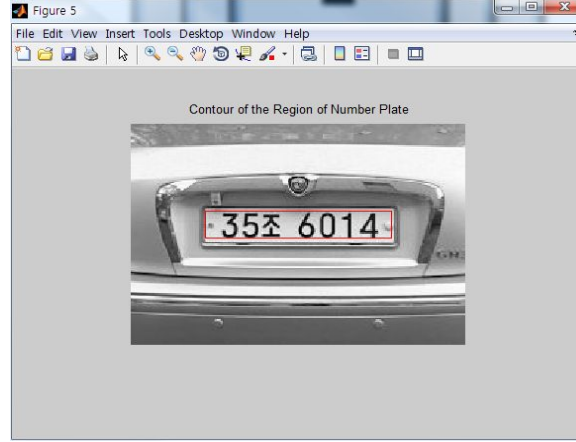 Figure 5
File Edit View Insert Tools Desktop Window Help
Contour of the Region of Number Plate
35조 6014